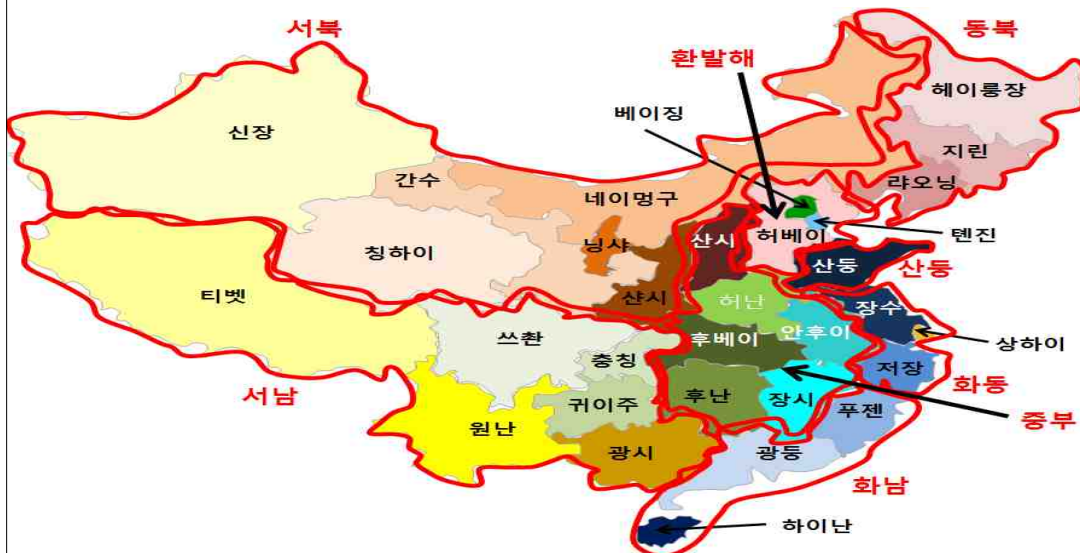 서북
동북
환발해
헤이룽장
베이징
신장
지린
간수
랴오닝
네이멍구
톈진
산시
허베이
닝샤
칭하이
산둥
산둥
티벳
산시
허난
장수
쓰촨
후베이
안후이
상하이
충칭
저장
화동
서남
귀이주
후난
장시
중부
원난
푸젠
광시
광둥
화남
하이난